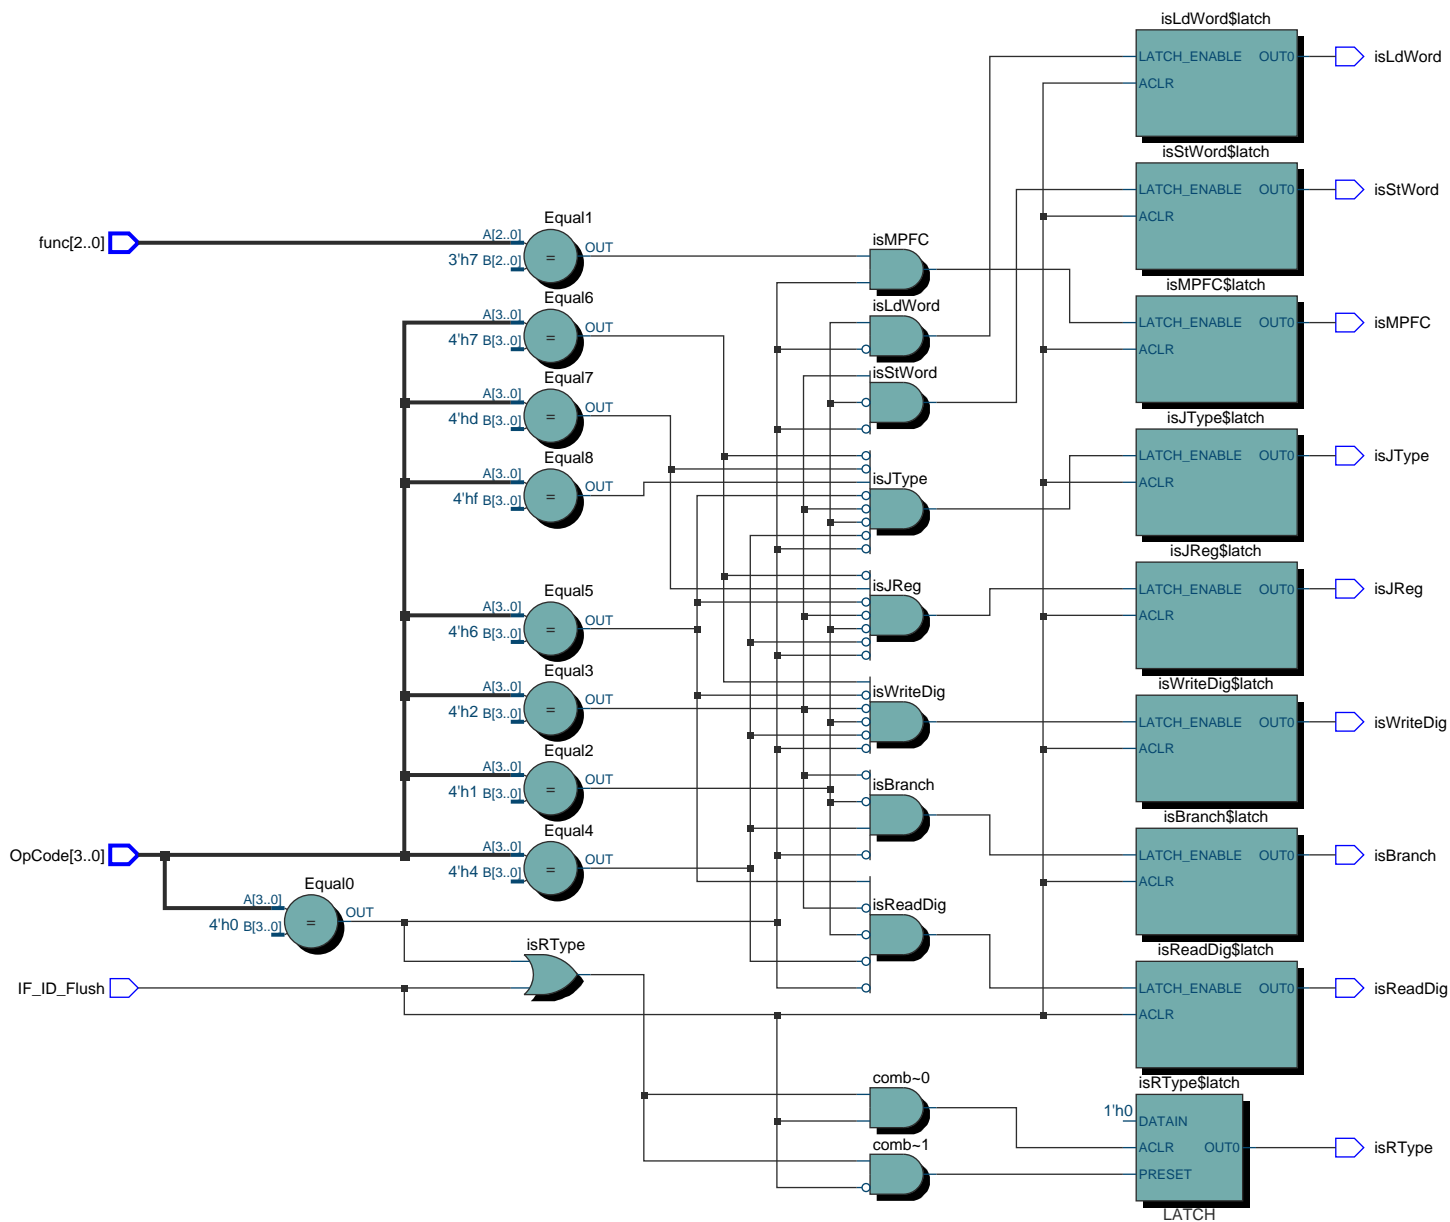 isLdWord$latch
LATCH_ENABLE OUT0
ACLR
isLdWord
isStWord$latch
LATCH_ENABLE OUT0
ACLR
isStWord
isMPFC$latch
LATCH_ENABLE OUT0
ACLR
isMPFC
isJType$latch
LATCH_ENABLE OUT0
ACLR
isJType
isJReg$latch
LATCH_ENABLE OUT0
ACLR
isJReg
isWriteDig$latch
LATCH_ENABLE OUT0
ACLR
isWriteDig
isBranch$latch
LATCH_ENABLE OUT0
ACLR
isBranch
isReadDig$latch
LATCH_ENABLE OUT0
ACLR
isReadDig
isRType$latch
1'h0
DATAIN
ACLR OUT0
PRESET
LATCH
isRType
func[2..0]
Equal1
A[2..0]
3'h7 B[2..0]
=
OUT
Equal6
A[3..0]
4'h7 B[3..0]
=
OUT
Equal7
A[3..0]
4'hd B[3..0]
=
OUT
Equal8
A[3..0]
4'hf B[3..0]
=
OUT
Equal5
A[3..0]
4'h6 B[3..0]
=
OUT
Equal3
A[3..0]
4'h2 B[3..0]
=
OUT
Equal2
A[3..0]
4'h1 B[3..0]
=
OUT
OpCode[3..0]
Equal4
A[3..0]
4'h4 B[3..0]
=
OUT
Equal0
A[3..0]
4'h0 B[3..0]
=
OUT
isRType
IF_ID_Flush
isMPFC
isLdWord
isStWord
isJType
isJReg
isWriteDig
isBranch
isReadDig
comb~0
comb~1